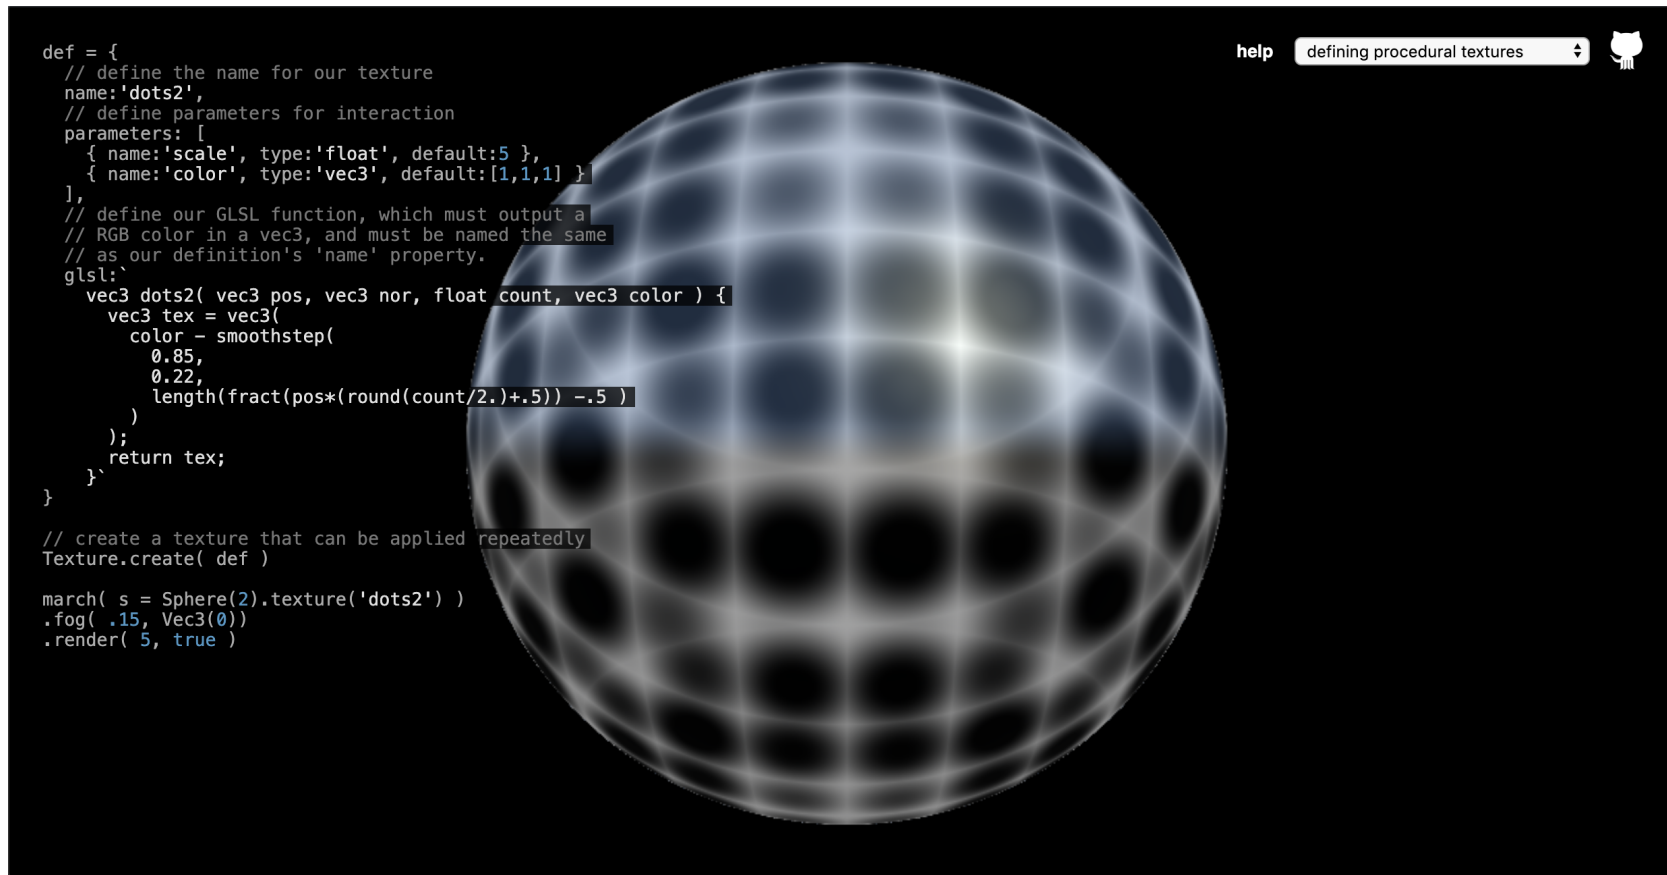 def = {
  // define the name for our texture
  name:'dots2',
  // define parameters for interaction
  parameters: [
    { name:'scale', type:'float', default:5 },
    { name:'color', type:'vec3', default:[1,1,1] }
  ],
  // define our GLSL function, which must output a
  // RGB color in a vec3, and must be named the same
  // as our definition's 'name' property.
  glsl:`
    vec3 dots2( vec3 pos, vec3 nor, float count, vec3 color ) {
      vec3 tex = vec3(
        color - smoothstep(
          0.85,
          0.22,
          length(fract(pos*(round(count/2.)+.5)) -.5 )
        )
      );
      return tex;
    }`
}

// create a texture that can be applied repeatedly
Texture.create( def )

march( s = Sphere(2).texture('dots2') )
.fog( .15, Vec3(0))
.render( 5, true )
help
defining procedural textures